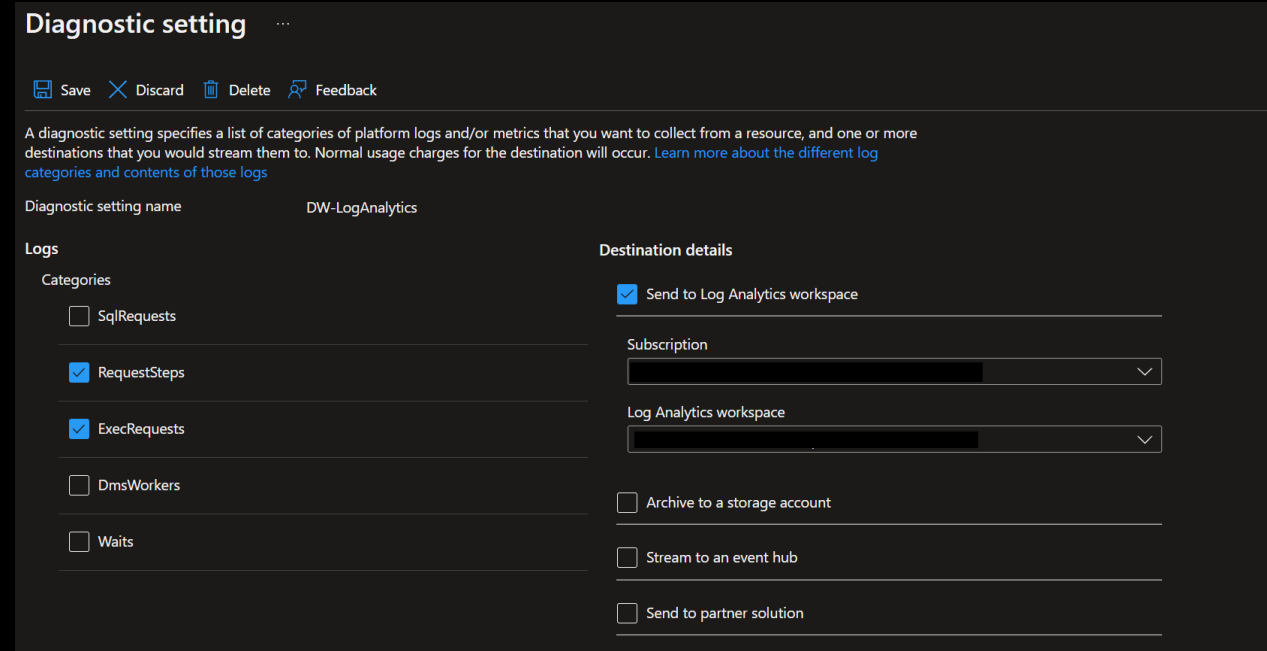 Diagnostic setting ...
Save Discard Delete Feedback
A diagnostic setting specifies a list of categories of platform logs and/or metrics that you want to collect from a resource, and one or more
destinations that you would stream them to. Normal usage charges for the destination will occur. Learn more about the different log
categories and contents of those logs
Diagnostic setting name DW-LogAnalytics
Logs
Categories
SqlRequests
RequestSteps
ExecRequests
DmsWorkers
Waits
Destination details
Send to Log Analytics workspace
Subscription
Log Analytics workspace
Archive to a storage account
Stream to an event hub
Send to partner solution